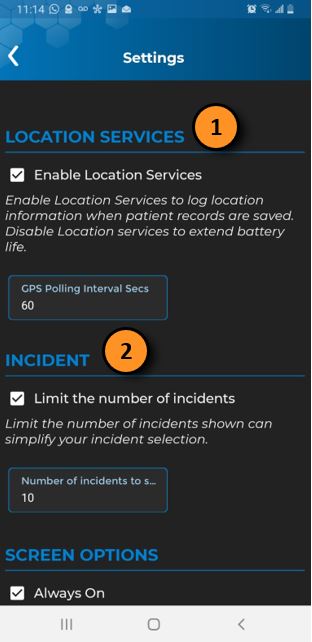 11:14
Settings
LOCATION SERVICES 1
Enable Location Services
Enable Location Services to log location
information when patient records are saved.
Disable Location services to extend battery
life.
GPS Polling Interval Secs
60
INCIDENT 2
Limit the number of incidents
Limit the number of incidents shown can
simplify your incident selection.
Number of incidents to s...
10
SCREEN OPTIONS
Always On